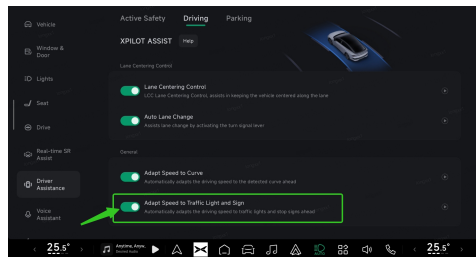 Active Safety Driving Parking
Vehicle
XPILOT ASSIST Help
Window &
Door
Lane Centering Control
Lights
Lane Centering Control
LCC Lane Centering Control, assists in keeping the vehicle centered along the lane
Seat
Auto Lane Change
Assists lane change by activating the turn signal lever
Drive
General
Real-time SR
Assist
Adapt Speed to Curve
Automatically adapts the driving speed to the detected curve ahead
Driver
Assistance
Adapt Speed to Traffic Light and Sign
Automatically adapts the driving speed to traffic lights and stop signs ahead
Voice
Assistant
25.5° Anytime, Anyw. 25.5°